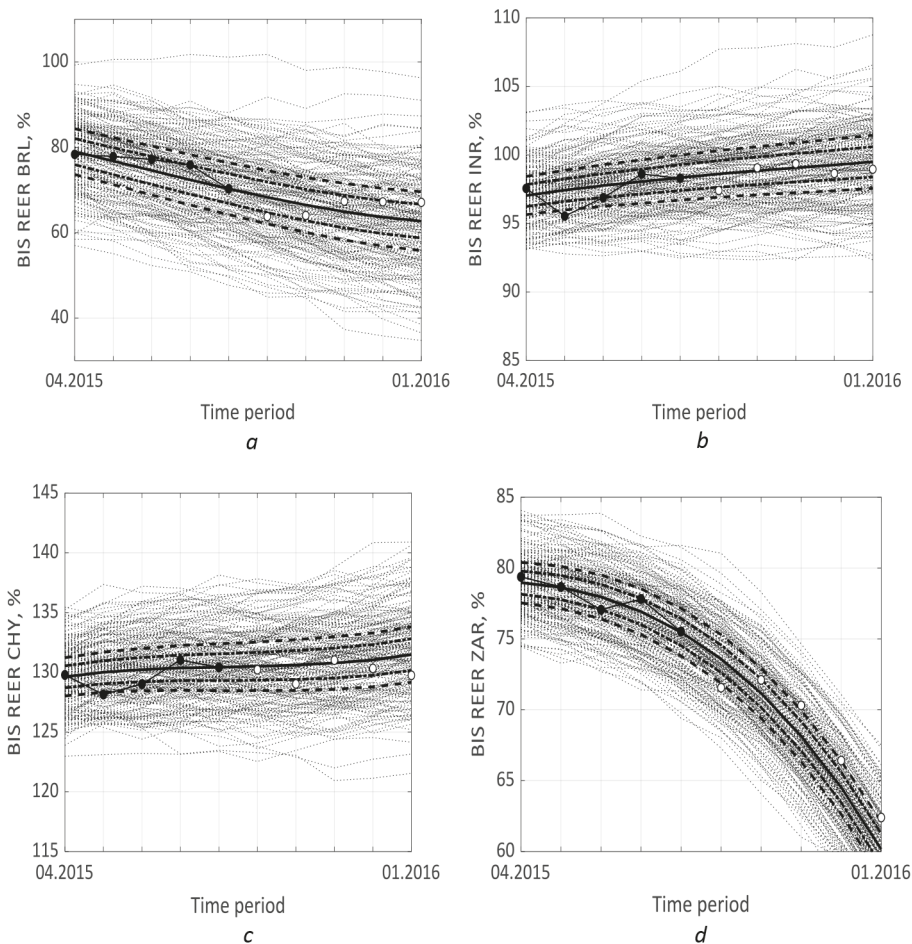 100
80
60
40
BIS REER BRL, %
04.2015
01.2016
Time period
a
110
105
100
95
90
85
BIS REER INR, %
04.2015
01.2016
Time period
b
145
140
135
130
125
120
115
BIS REER CHY, %
04.2015
01.2016
Time period
c
85
80
75
70
65
60
BIS REER ZAR, %
04.2015
01.2016
Time period
d